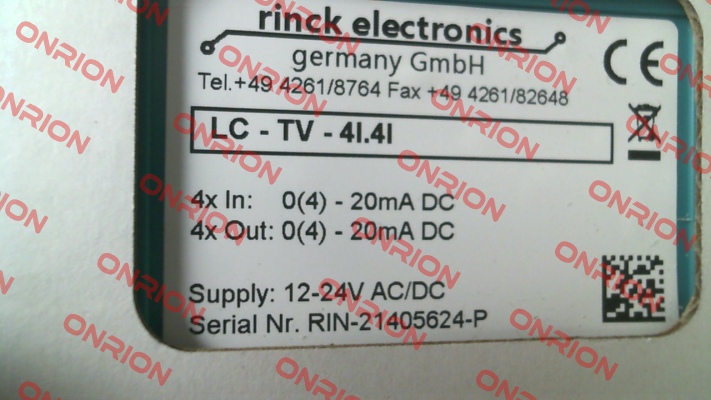 rinck electronics
germany GmbH
Tel.+49 4261/8764 Fax +49 4261/82648
LC - TV - 4I.4I
4x In: 0(4) - 20mA DC
4x Out: 0(4) - 20mA DC
Supply: 12-24V AC/DC
Serial Nr. RIN-21405624-P
CE
ONRION